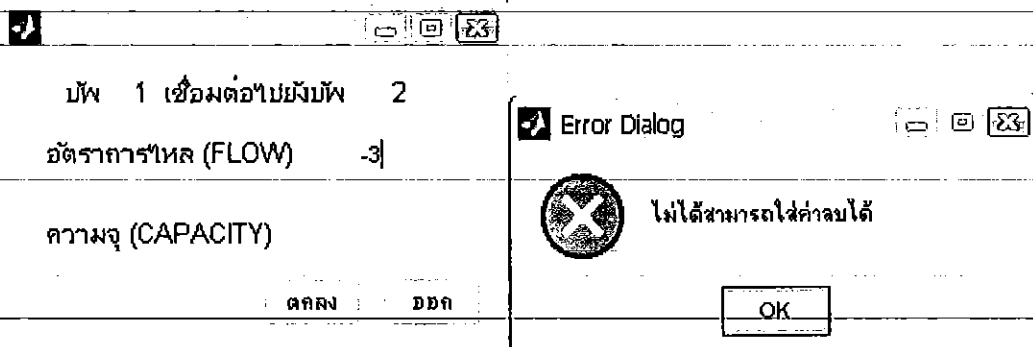 บัพ 1 เชื่อมต่อไปยังบัพ 2
อัตราการไหล (FLOW) -3
ความจุ (CAPACITY)
ตกลง ออก
Error Dialog
ไม่ได้สามารถใส่ค่าลบได้
OK